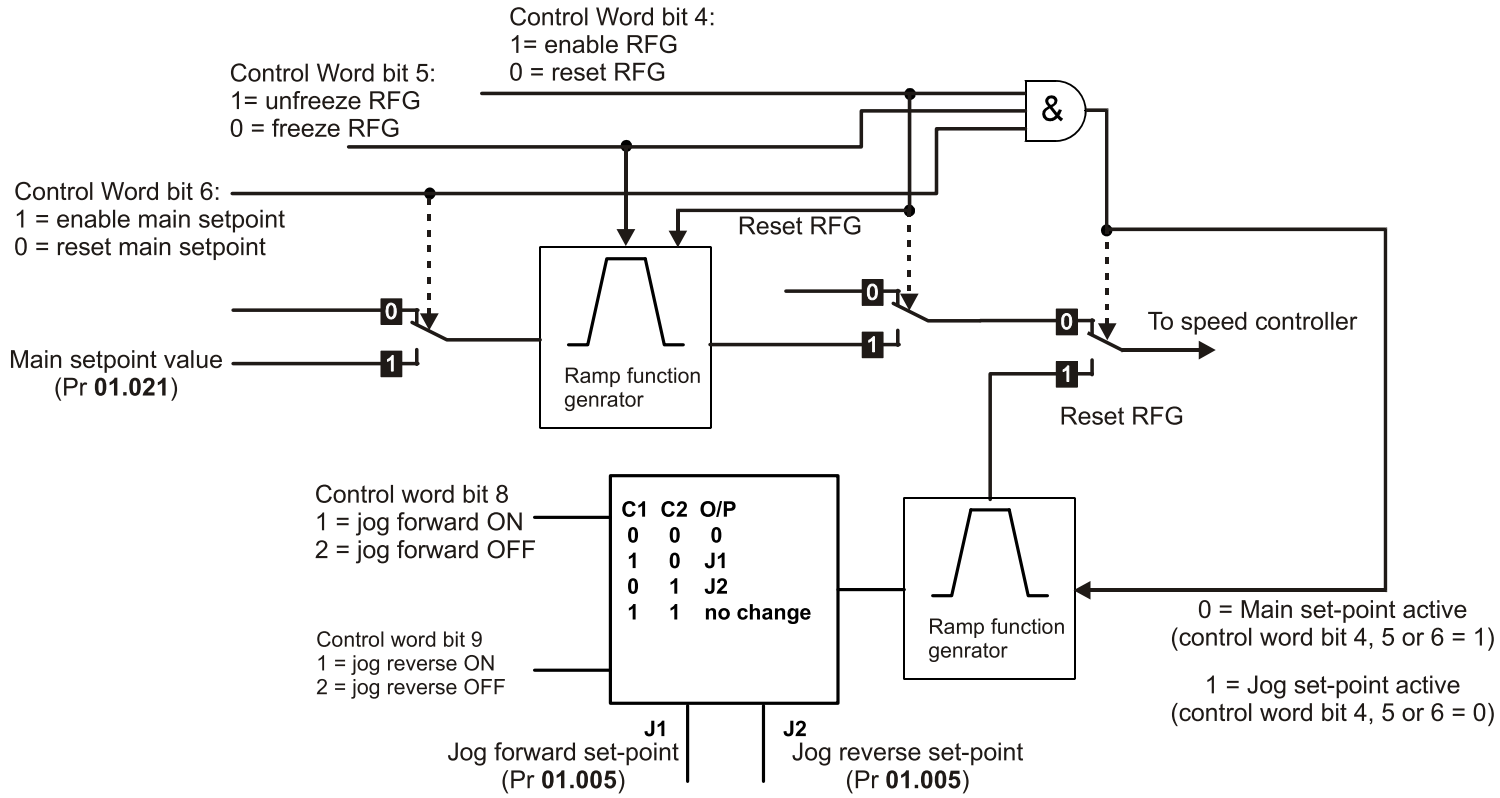 Control Word bit 4:
1= enable RFG
0 = reset RFG
Control Word bit 5:
1= unfreeze RFG
0 = freeze RFG
&
Control Word bit 6:
1 = enable main setpoint
0 = reset main setpoint
Reset RFG
0
0
0
To speed controller
Main setpoint value
(Pr 01.021)
1
1
1
Ramp function
genrator
Reset RFG
Control word bit 8
1 = jog forward ON
2 = jog forward OFF
C1 C2 O/P
0 0 0
1 0 J1
0 1 J2
1 1 no change
Ramp function
genrator
0 = Main set-point active
(control word bit 4, 5 or 6 = 1)
1 = Jog set-point active
(control word bit 4, 5 or 6 = 0)
Control word bit 9
1 = jog reverse ON
2 = jog reverse OFF
J1
Jog forward set-point
(Pr 01.005)
J2
Jog reverse set-point
(Pr 01.005)